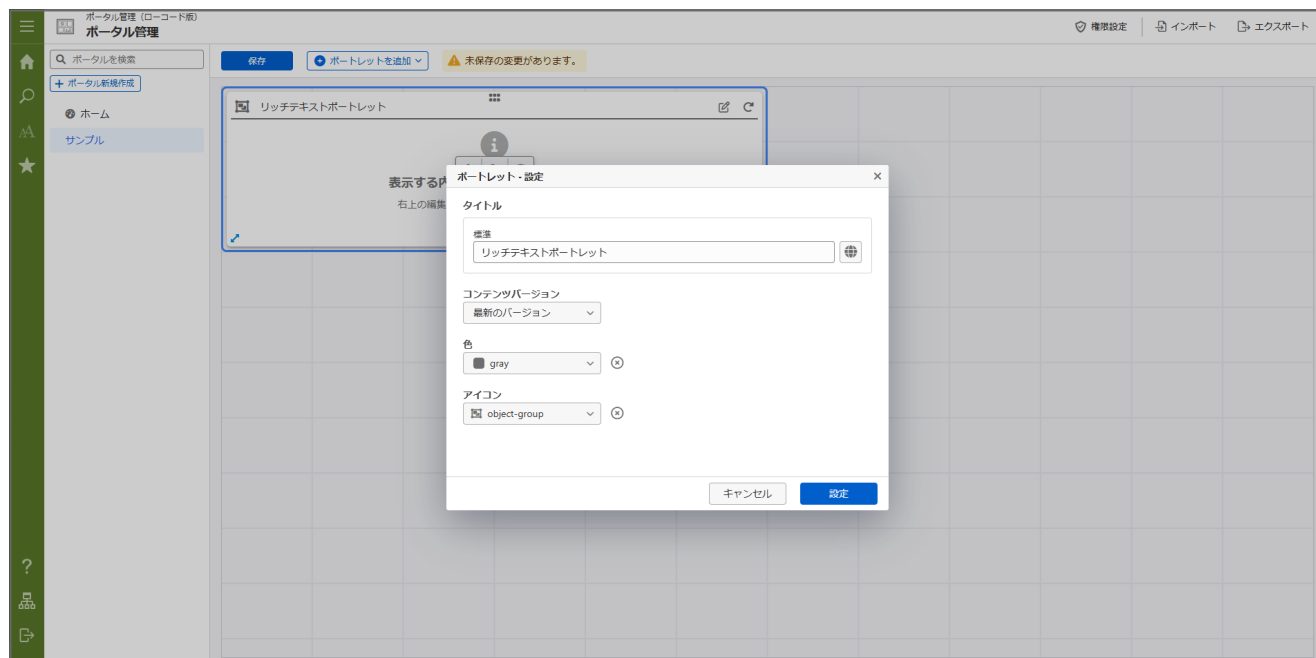 ポータル管理（ローコード版）
ポータル管理
権限設定
インポート
エクスポート
ポータルを検索
ポータル新規作成
ホーム
サンプル
保存
ポートレットを追加
未保存の変更があります。
リッチテキストポートレット
表示する
右上の編集
ポートレット - 設定
タイトル
標準
リッチテキストポートレット
コンテンツバージョン
最新のバージョン
色
gray
アイコン
object-group
キャンセル
設定